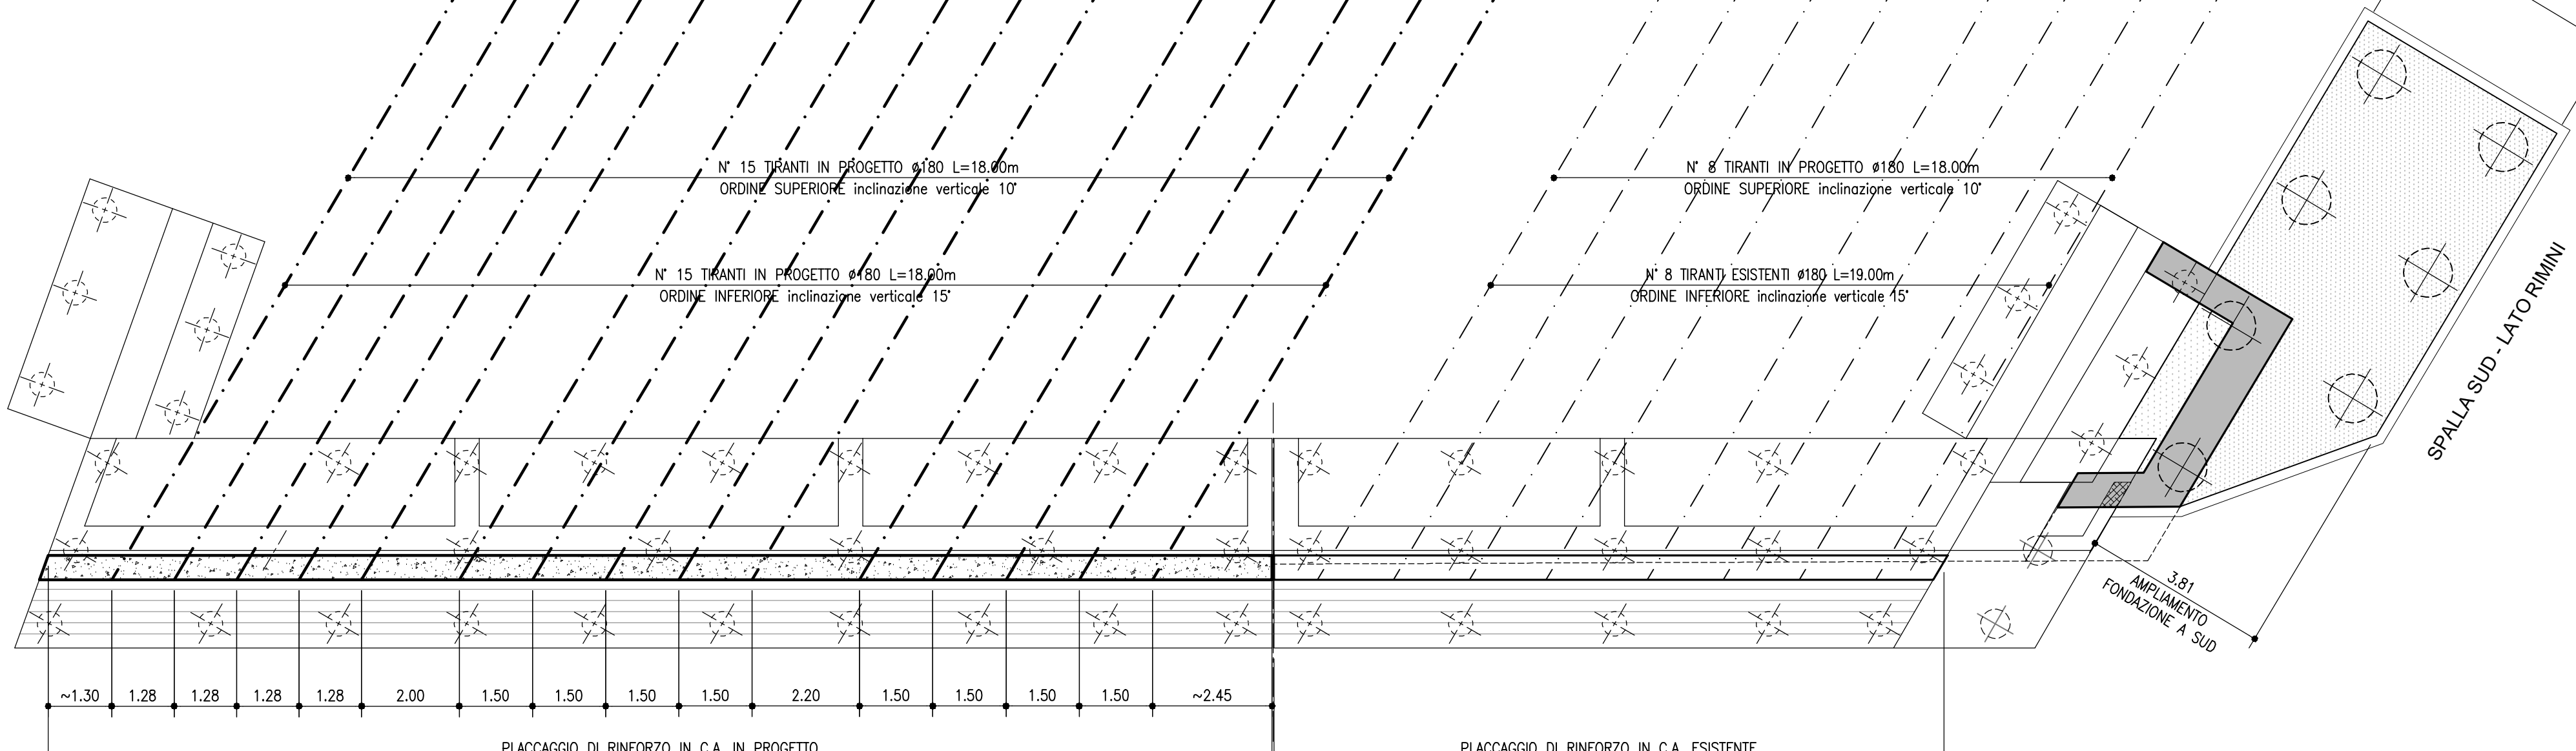 N° 15 TIRANTI IN PROGETTO ø180 L=18.00m
ORDINE SUPERIORE inclinazione verticale 10°
N° 8 TIRANTI IN PROGETTO ø180 L=18.00m
ORDINE SUPERIORE inclinazione verticale 10°
N° 15 TIRANTI IN PROGETTO ø180 L=18.00m
ORDINE INFERIORE inclinazione verticale 15°
N° 8 TIRANTI ESISTENTI ø180 L=19.00m
ORDINE INFERIORE inclinazione verticale 15°
SPALLA SUD - LATO RIMINI
3.81
AMPLIAMENTO
FONDAZIONE A SUD
~1.30 1.28 1.28 1.28 1.28 2.00 1.50 1.50 1.50 1.50 2.20 1.50 1.50 1.50 1.50 ~2.45
PLACCAGGIO DI RINFORZO IN C.A. IN PROGETTO
PLACCAGGIO DI RINFORZO IN C.A. ESISTENTE